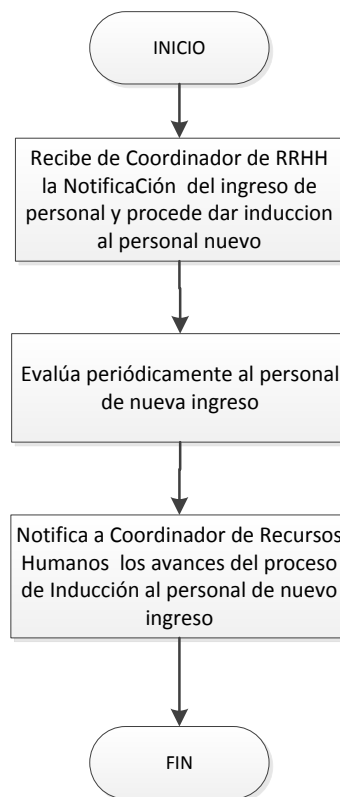 INICIO
Recibe de Coordinador de RRHH
la NotificaCión del ingreso de
personal y procede dar induccion
al personal nuevo
Evalúa periódicamente al personal
de nueva ingreso
Notifica a Coordinador de Recursos
Humanos los avances del proceso
de Inducción al personal de nuevo
ingreso
FIN